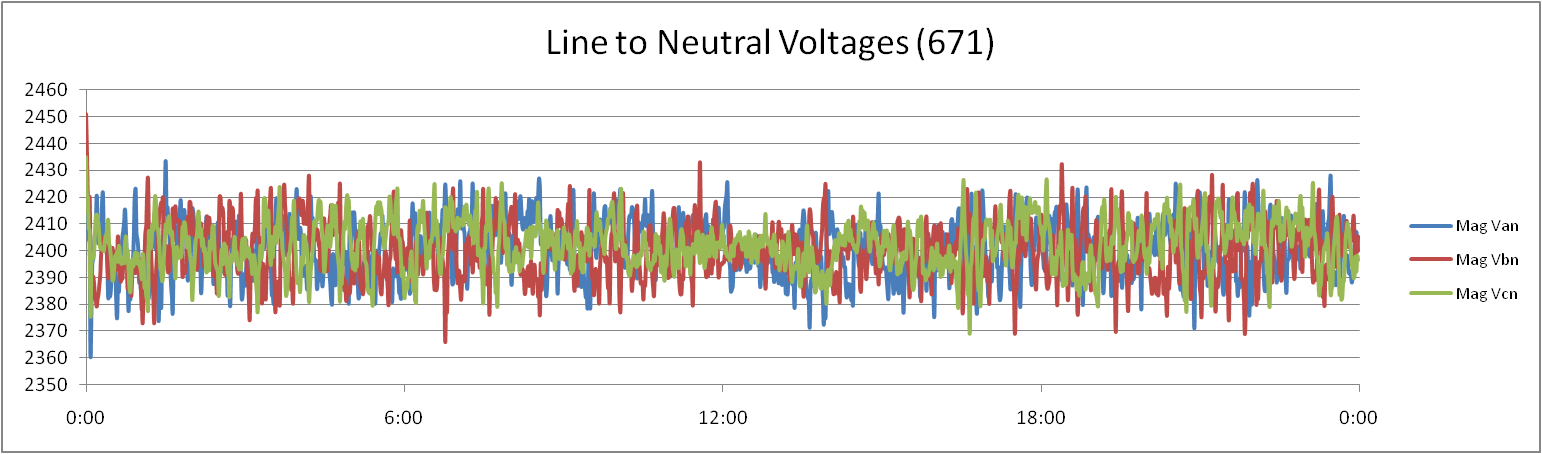 Line to Neutral Voltages (671)
2460
2450
2440
2430
2420
2410
2400
2390
2380
2370
2360
2350
0:00 6:00 12:00 18:00 0:00
Mag Van
Mag Vbn
Mag Vcn